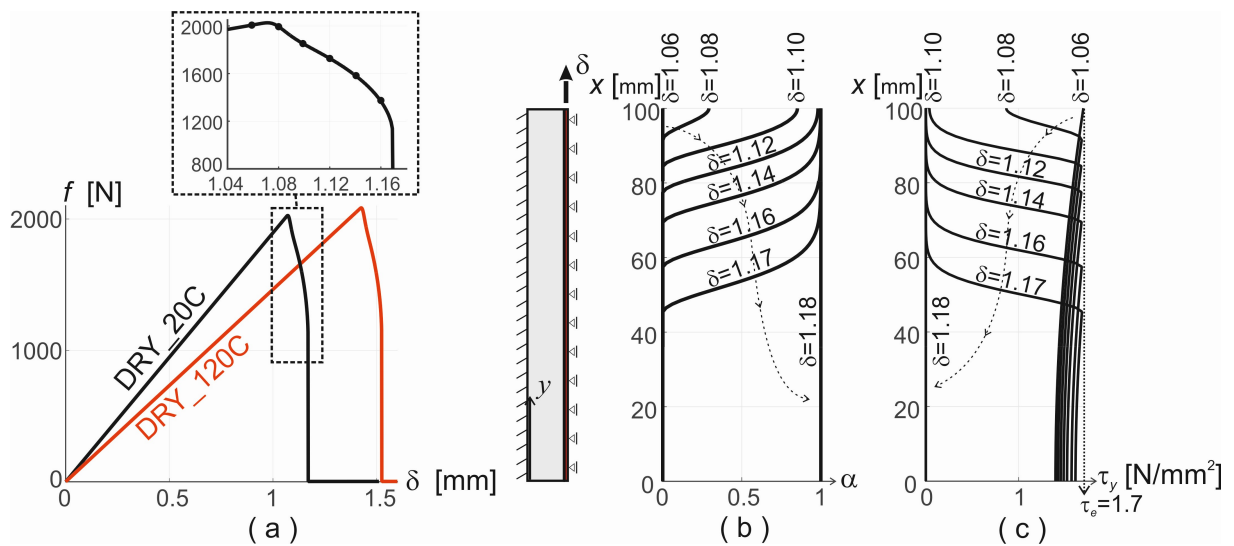 2000
1600
1200
800
1.04
1.08
1.12
1.16
f [N]
2000
1000
0
0
0.5
1
1.5
δ [mm]
DRY_20C
DRY_120C
( a )
δ
y
x [mm]
100
80
60
40
20
0
0
0.5
1
α
δ=1.06
δ=1.08
δ=1.10
δ=1.12
δ=1.14
δ=1.16
δ=1.17
δ=1.18
( b )
x [mm]
100
80
60
40
20
0
0
1
τy [N/mm²]
τe=1.7
δ=1.10
δ=1.08
δ=1.06
δ=1.12
δ=1.14
δ=1.16
δ=1.17
δ=1.18
( c )